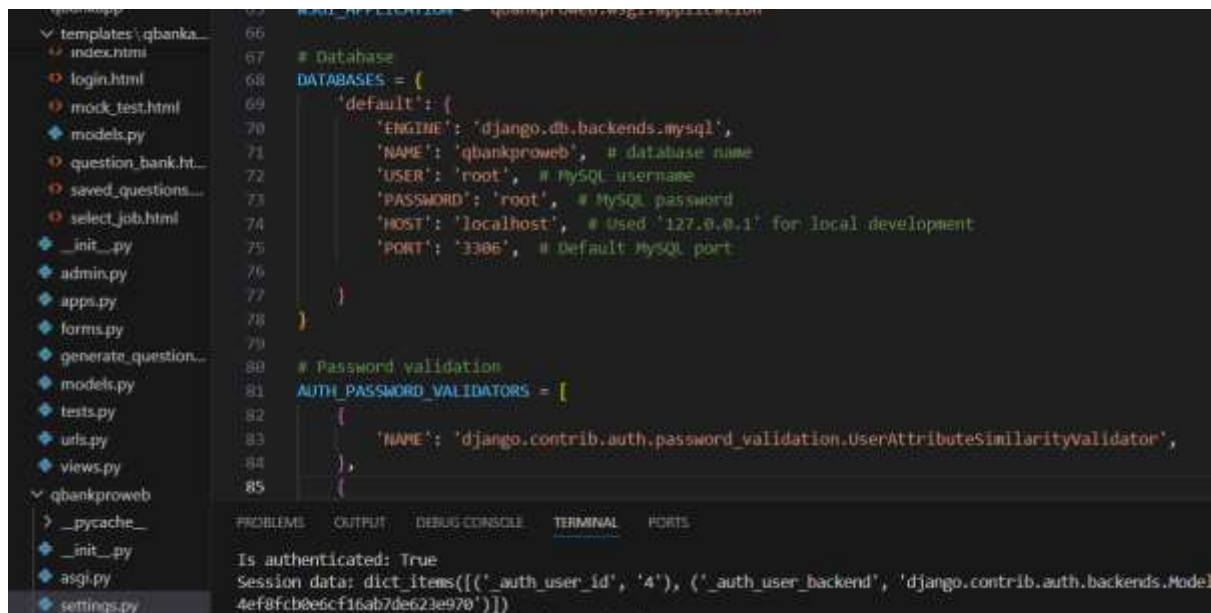 templates\qbanka...
index.html
login.html
mock_test.html
models.py
question_bank.ht...
saved_questions....
select_job.html
__init__.py
admin.py
apps.py
forms.py
generate_question...
models.py
tests.py
urls.py
views.py
qbankproweb
__pycache__
__init__.py
asgi.py
settings.py
WSGI_APPLICATION = 'qbankproweb.wsgi.application'
66
67 # Database
68 DATABASES = {
69 'default': {
70 'ENGINE': 'django.db.backends.mysql',
71 'NAME': 'qbankproweb', # database name
72 'USER': 'root', # MySQL username
73 'PASSWORD': 'root', # MySQL password
74 'HOST': 'localhost', # Used '127.0.0.1' for local development
75 'PORT': '3306', # Default MySQL port
76
77 }
78 }
79
80 # Password validation
81 AUTH_PASSWORD_VALIDATORS = [
82 {
83 'NAME': 'django.contrib.auth.password_validation.UserAttributeSimilarityValidator',
84 },
85 {
PROBLEMS OUTPUT DEBUG CONSOLE TERMINAL PORTS
Is authenticated: True
Session data: dict_items([('_auth_user_id', '4'), ('_auth_user_backend', 'django.contrib.auth.backends.Model
4ef8fcb0e6cf16ab7de623e970')])